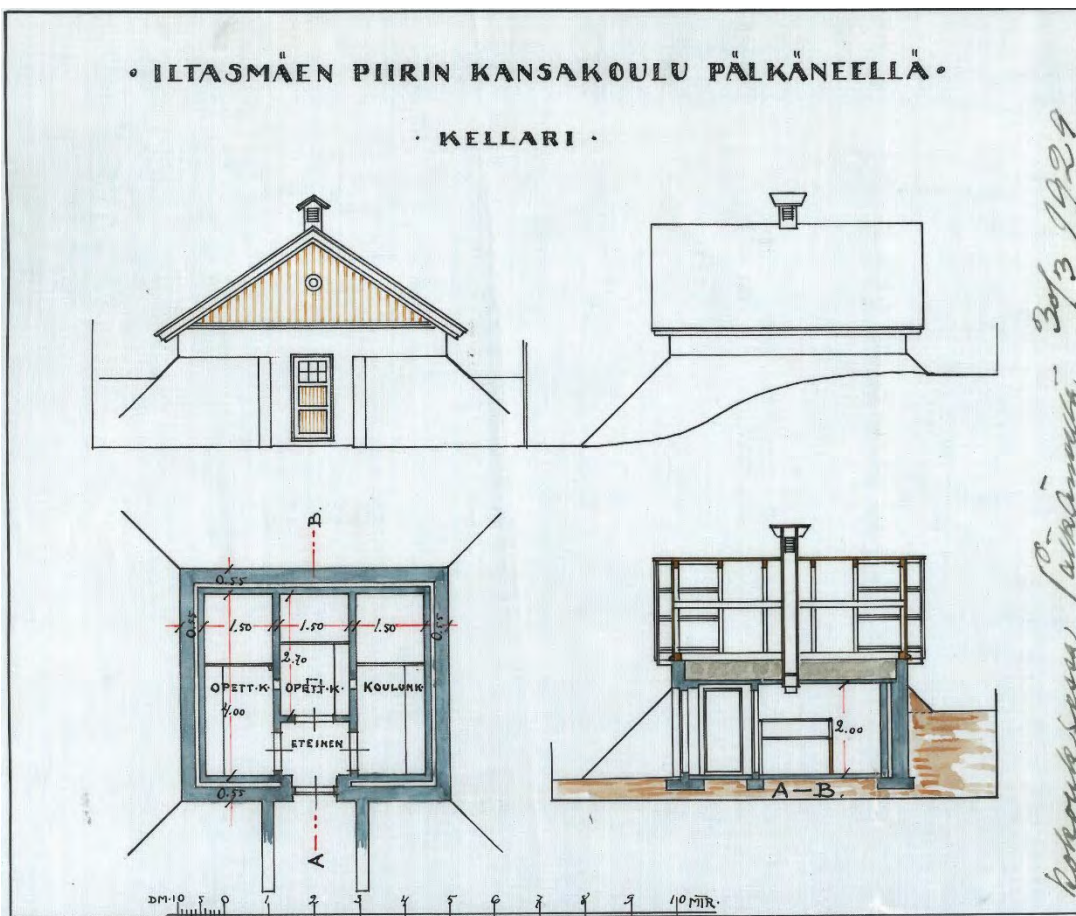 · ILTASMÄEN PIIRIN KANSAKOULU PÄLKÄNEELLÄ ·
· KELLARI ·
B.
0.55
0.55
1.50
1.50
1.50
0.55
2.70
OPETT.K.
OPETT.K.
KOULUNK.
4.00
ETEINEN
0.55
A
2.00
A—B.
DM·10 5 0 1 2 3 4 5 6 7 8 9 10 MTR.
30/3 1929